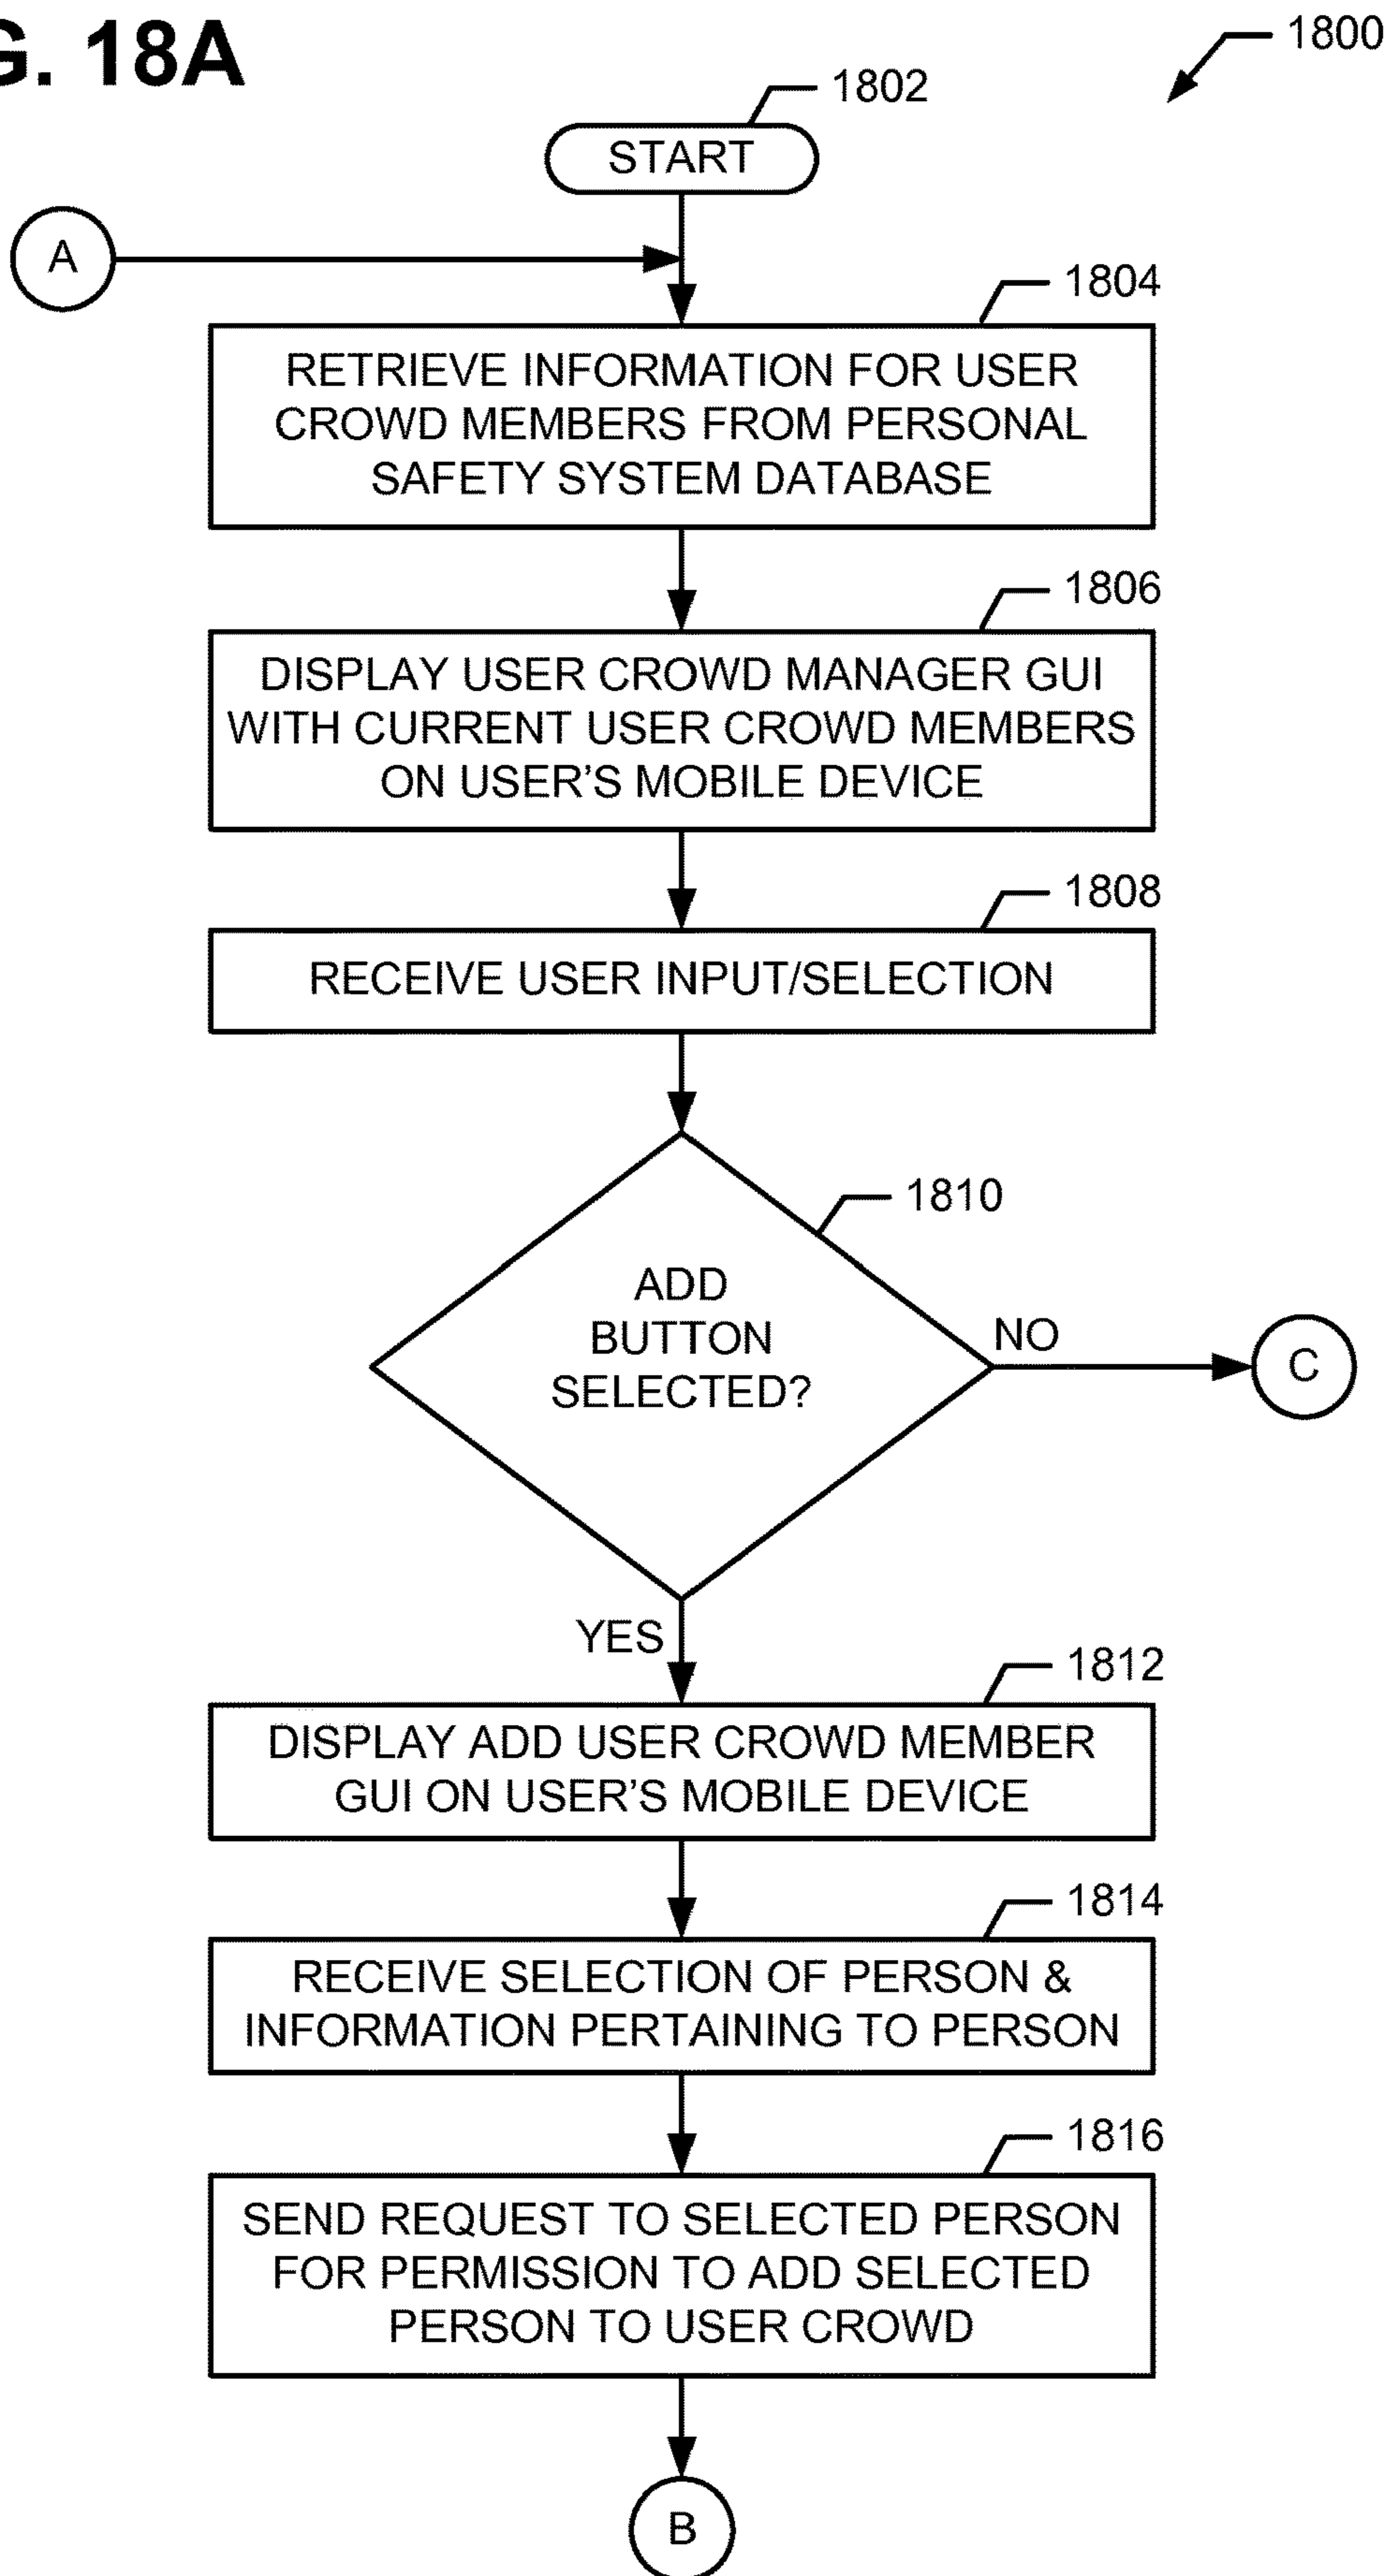 G. 18A
1800
1802
START
A
1804
RETRIEVE INFORMATION FOR USER
CROWD MEMBERS FROM PERSONAL
SAFETY SYSTEM DATABASE
1806
DISPLAY USER CROWD MANAGER GUI
WITH CURRENT USER CROWD MEMBERS
ON USER'S MOBILE DEVICE
1808
RECEIVE USER INPUT/SELECTION
1810
ADD
BUTTON
SELECTED?
NO
C
YES
1812
DISPLAY ADD USER CROWD MEMBER
GUI ON USER'S MOBILE DEVICE
1814
RECEIVE SELECTION OF PERSON &
INFORMATION PERTAINING TO PERSON
1816
SEND REQUEST TO SELECTED PERSON
FOR PERMISSION TO ADD SELECTED
PERSON TO USER CROWD
B